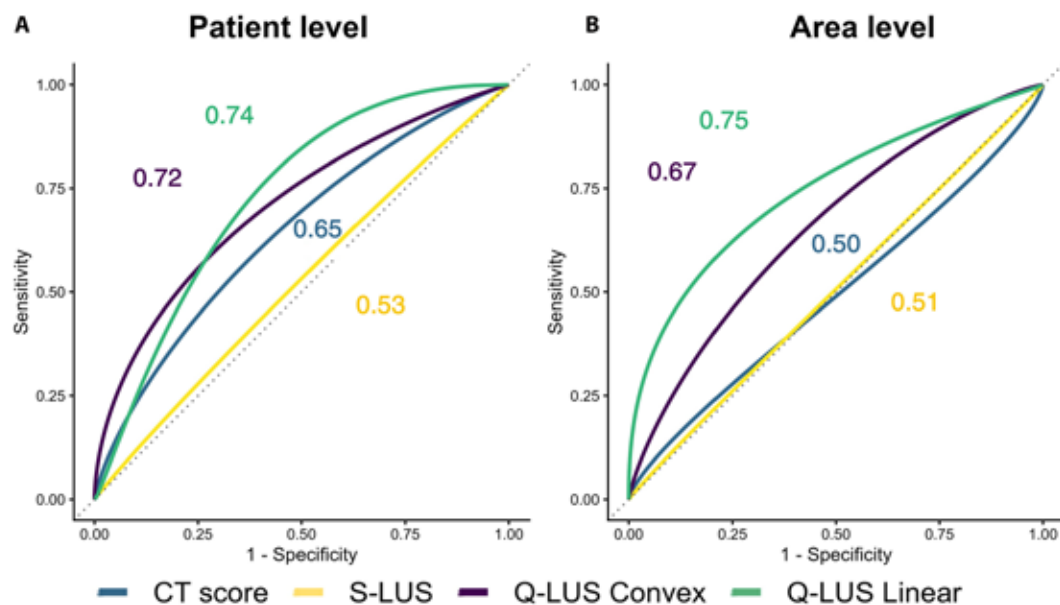 A Patient level
1.00
0.75
0.50
0.25
0.00
Sensitivity
0.74
0.72
0.65
0.53
0.00 0.25 0.50 0.75 1.00
1 - Specificity
B Area level
1.00
0.75
0.50
0.25
0.00
Sensitivity
0.75
0.67
0.50
0.51
0.00 0.25 0.50 0.75 1.00
1 - Specificity
CT score S-LUS Q-LUS Convex Q-LUS Linear